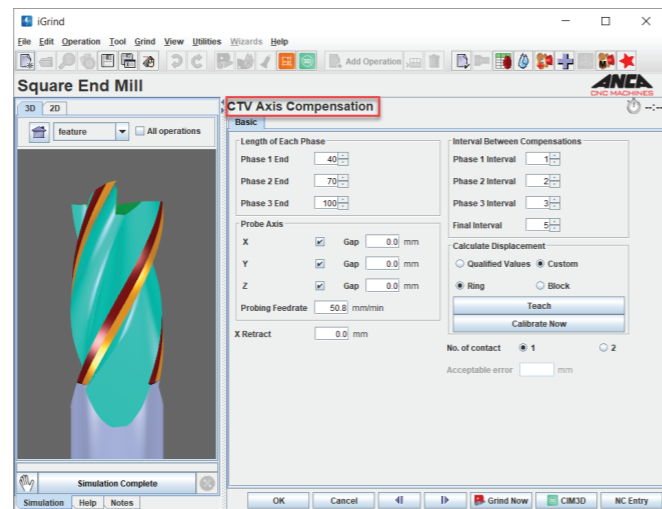 iGrind
File Edit Operation Tool Grind View Utilities Wizards Help
Add Operation
Square End Mill
ANCA
CNC MACHINES
3D 2D
CTV Axis Compensation
--:--
Basic
feature All operations
Length of Each Phase
Phase 1 End 40
Phase 2 End 70
Phase 3 End 100
Interval Between Compensations
Phase 1 Interval 1
Phase 2 Interval 2
Phase 3 Interval 3
Final Interval 5
Probe Axis
X Gap 0.0 mm
Y Gap 0.0 mm
Z Gap 0.0 mm
Probing Feedrate 50.8 mm/min
X Retract 0.0 mm
Calculate Displacement
Qualified Values Custom
Ring Block
Teach
Calibrate Now
No. of contact 1 2
Acceptable error mm
Simulation Complete
Simulation Help Notes
OK Cancel Grind Now CIM3D NC Entry